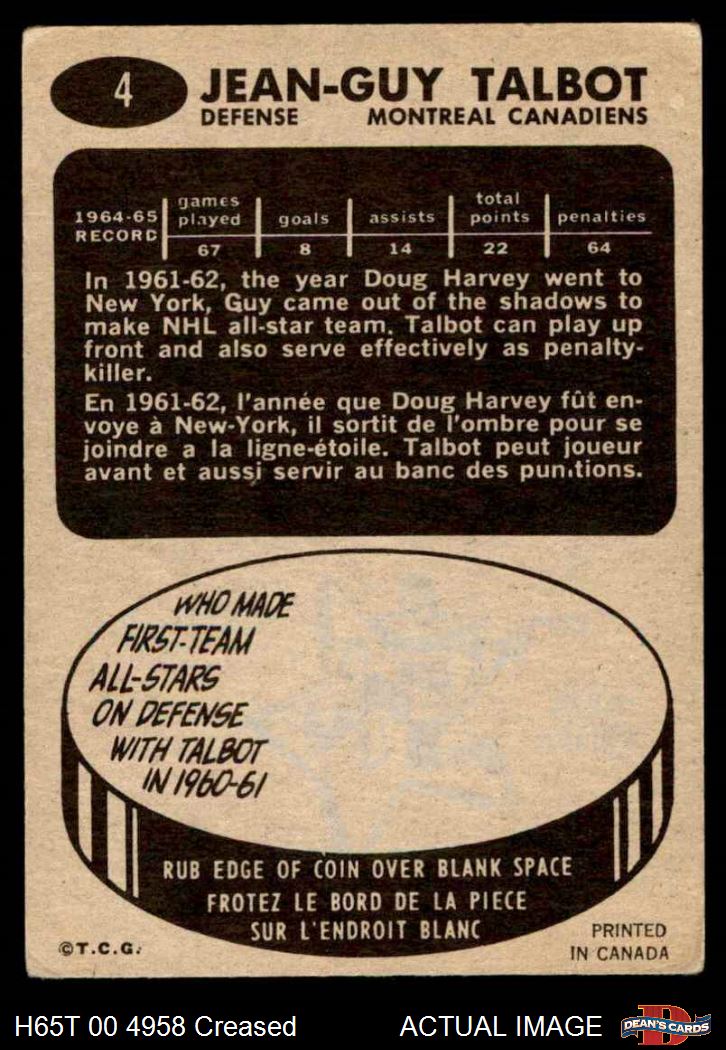 4
JEAN-GUY TALBOT
DEFENSE MONTREAL CANADIENS
1964-65 RECORD games played goals assists total points penalties
67 8 14 22 64
In 1961-62, the year Doug Harvey went to
New York, Guy came out of the shadows to
make NHL all-star team. Talbot can play up
front and also serve effectively as penalty-
killer.
En 1961-62, l'année que Doug Harvey fût en-
voye à New-York, il sortit de l'ombre pour se
joindre a la ligne-étoile. Talbot peut joueur
avant et aussi servir au banc des punitions.
WHO MADE
FIRST-TEAM
ALL-STARS
ON DEFENSE
WITH TALBOT
IN 1960-61
RUB EDGE OF COIN OVER BLANK SPACE
FROTEZ LE BORD DE LA PIECE
SUR L'ENDROIT BLANC
©T.C.G.
PRINTED
IN CANADA
H65T 00 4958 Creased ACTUAL IMAGE DEAN'S CARDS